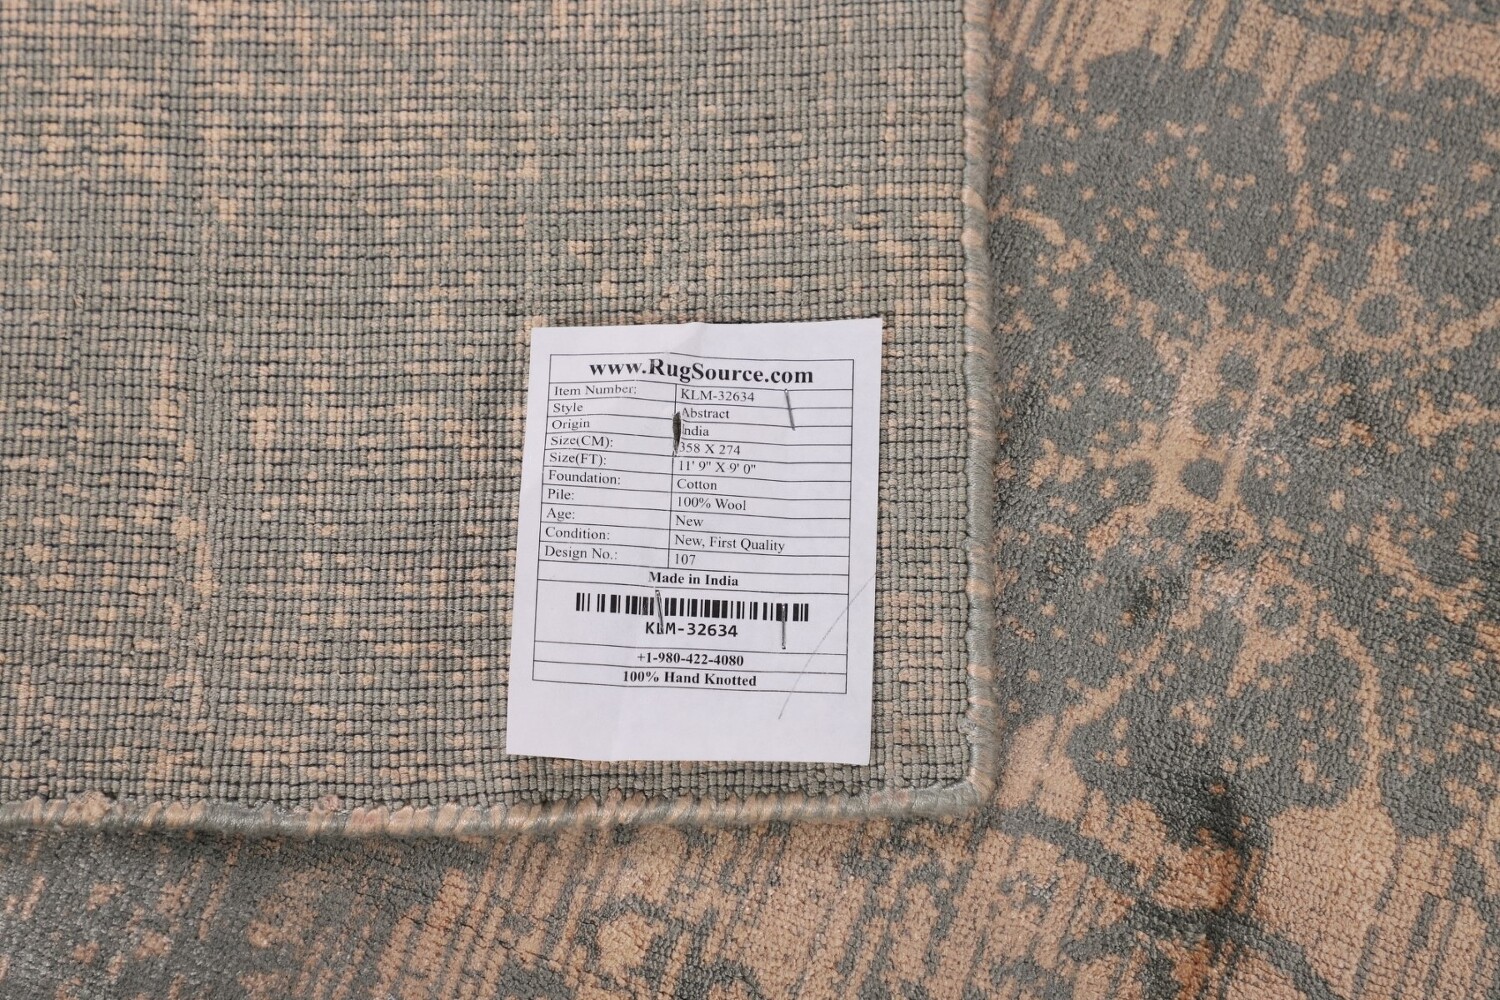 www.RugSource.com
Item Number: KLM-32634
Style Abstract
Origin India
Size(CM): 358 X 274
Size(FT): 11' 9" X 9' 0"
Foundation: Cotton
Pile: 100% Wool
Age: New
Condition: New, First Quality
Design No.: 107
Made in India
KLM-32634
+1-980-422-4080
100% Hand Knotted